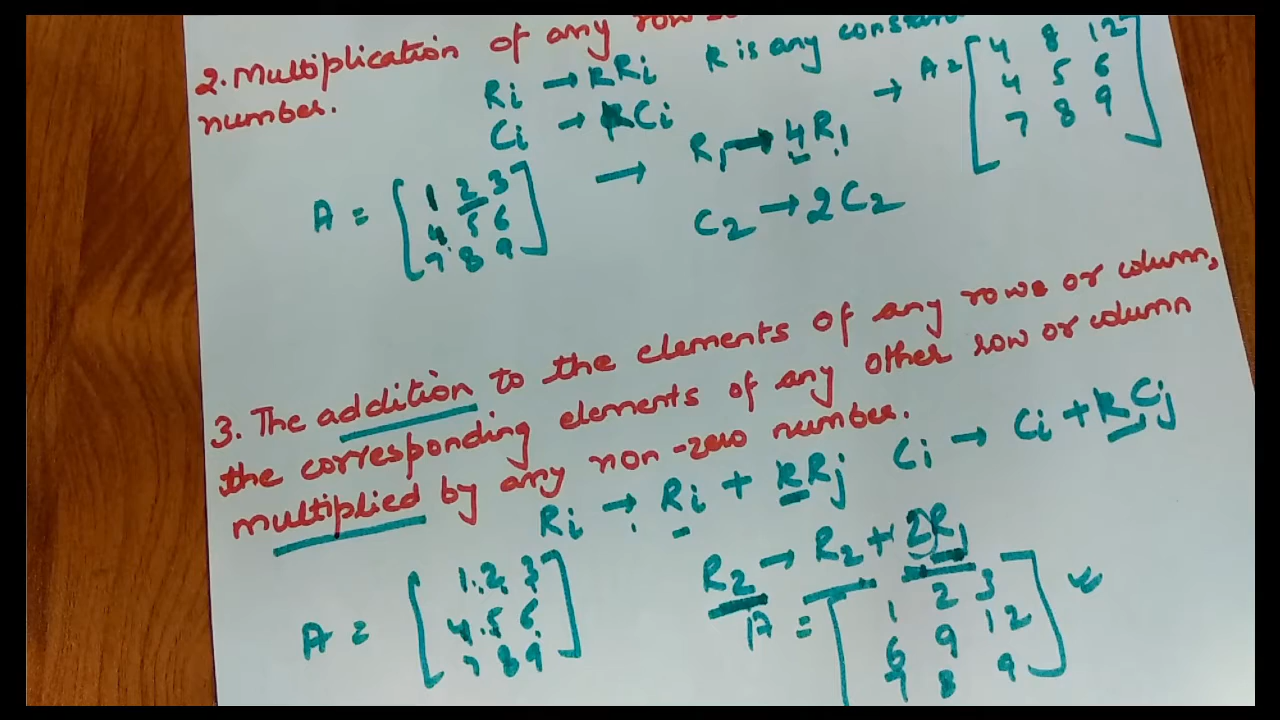 2. Multiplication of any row
number.
Ri → kRi k is any constan
Ci → kCi
R1 → 4R1 → A = [4 8 12
4 5 6
7 8 9]
A = [1 2 3
4 5 6
7 8 9] →
C2 → 2C2
3. The addition to the elements of any rows or column,
the corresponding elements of any other row or column
multiplied by any non-zero number.
Ri → Ri + kRj Ci → Ci + kCj
R2 → R2 + 2R1
A = [1 2 3
4 5 6
7 8 9]
A = [1 2 3
6 9 12
7 8 9]